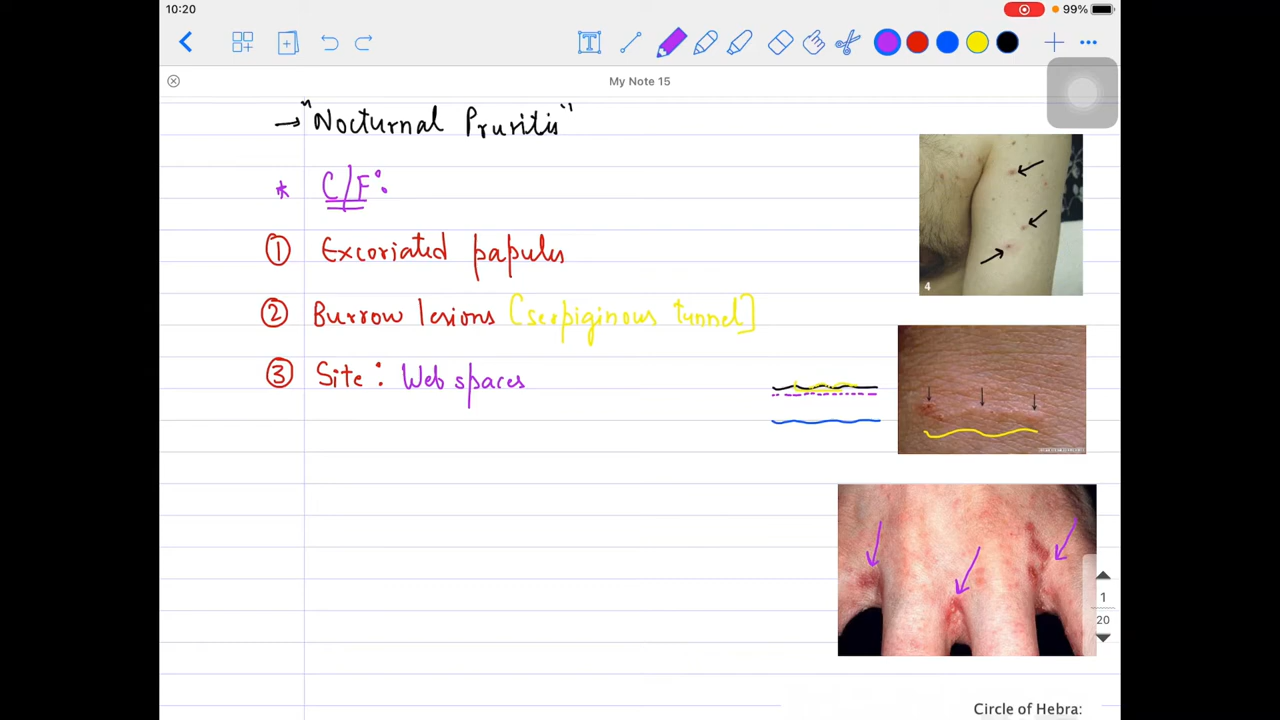 10:20
99%
My Note 15
→ "Nocturnal Pruritis"
* C/F:
① Excoriated papules
② Burrow lesions [serpiginous tunnel]
③ Site: Web spaces
4
1
20
Circle of Hebra: